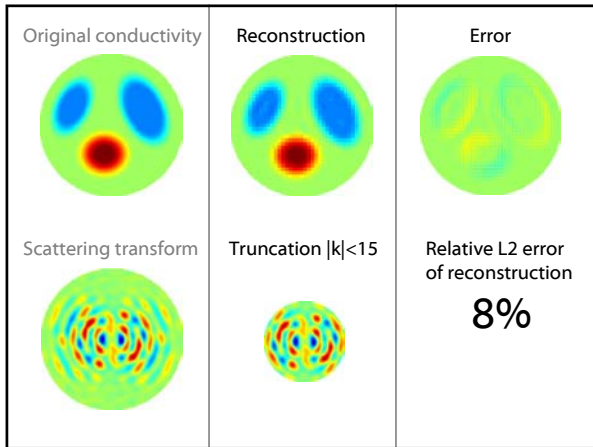 Original conductivity
Reconstruction
Error
Scattering transform
Truncation |k|<15
Relative L2 error
of reconstruction
8%